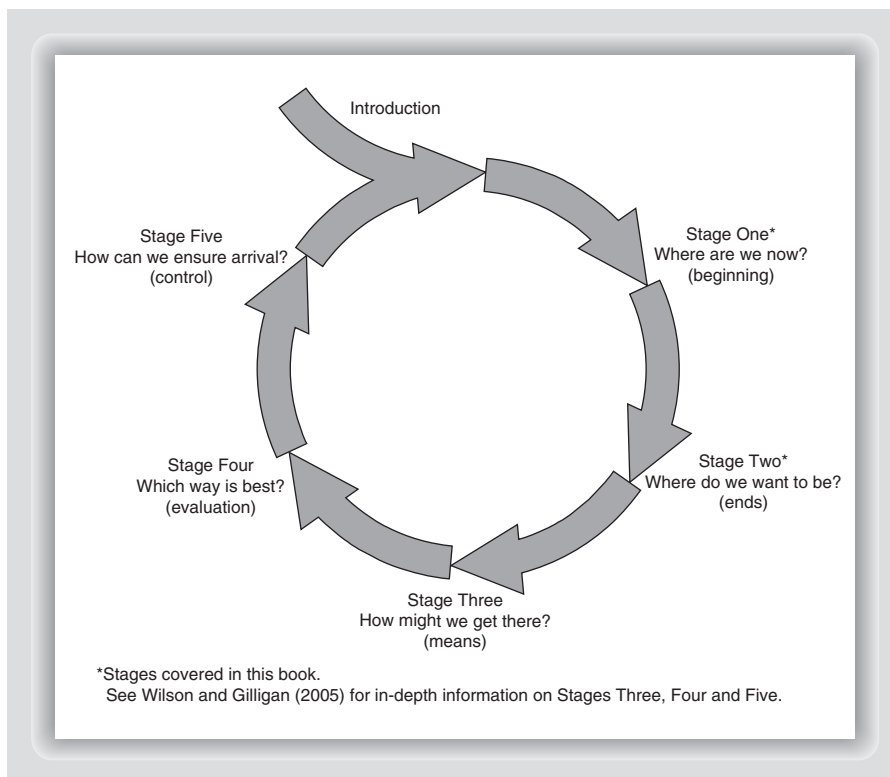 Introduction
Stage One*
Where are we now?
(beginning)
Stage Two*
Where do we want to be?
(ends)
Stage Three
How might we get there?
(means)
Stage Four
Which way is best?
(evaluation)
Stage Five
How can we ensure arrival?
(control)
*Stages covered in this book.
See Wilson and Gilligan (2005) for in-depth information on Stages Three, Four and Five.